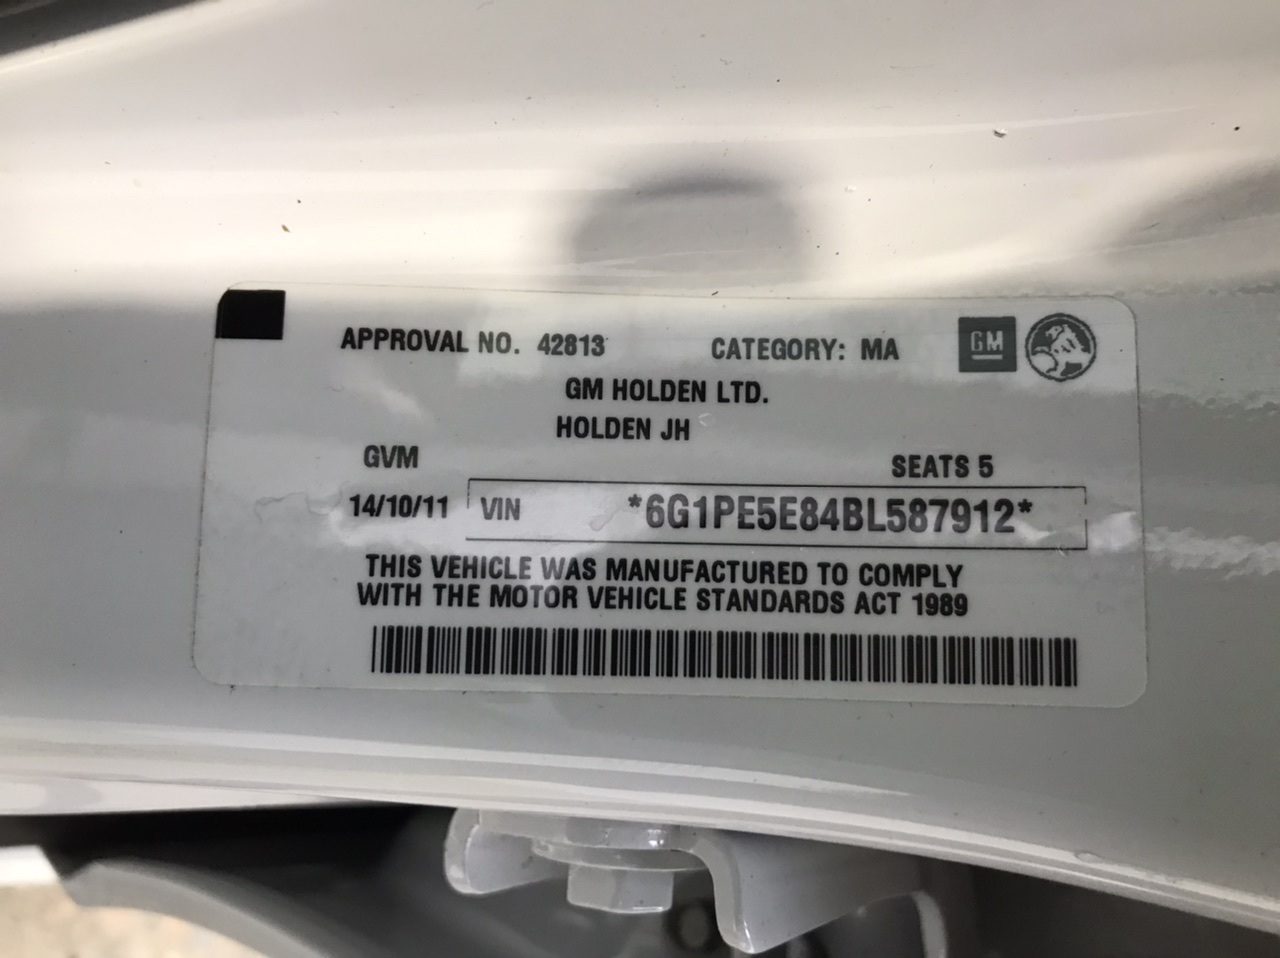 APPROVAL NO. 42813 CATEGORY: MA GM
GM HOLDEN LTD.
HOLDEN JH
GVM SEATS 5
14/10/11 VIN *6G1PE5E84BL587912*
THIS VEHICLE WAS MANUFACTURED TO COMPLY
WITH THE MOTOR VEHICLE STANDARDS ACT 1989